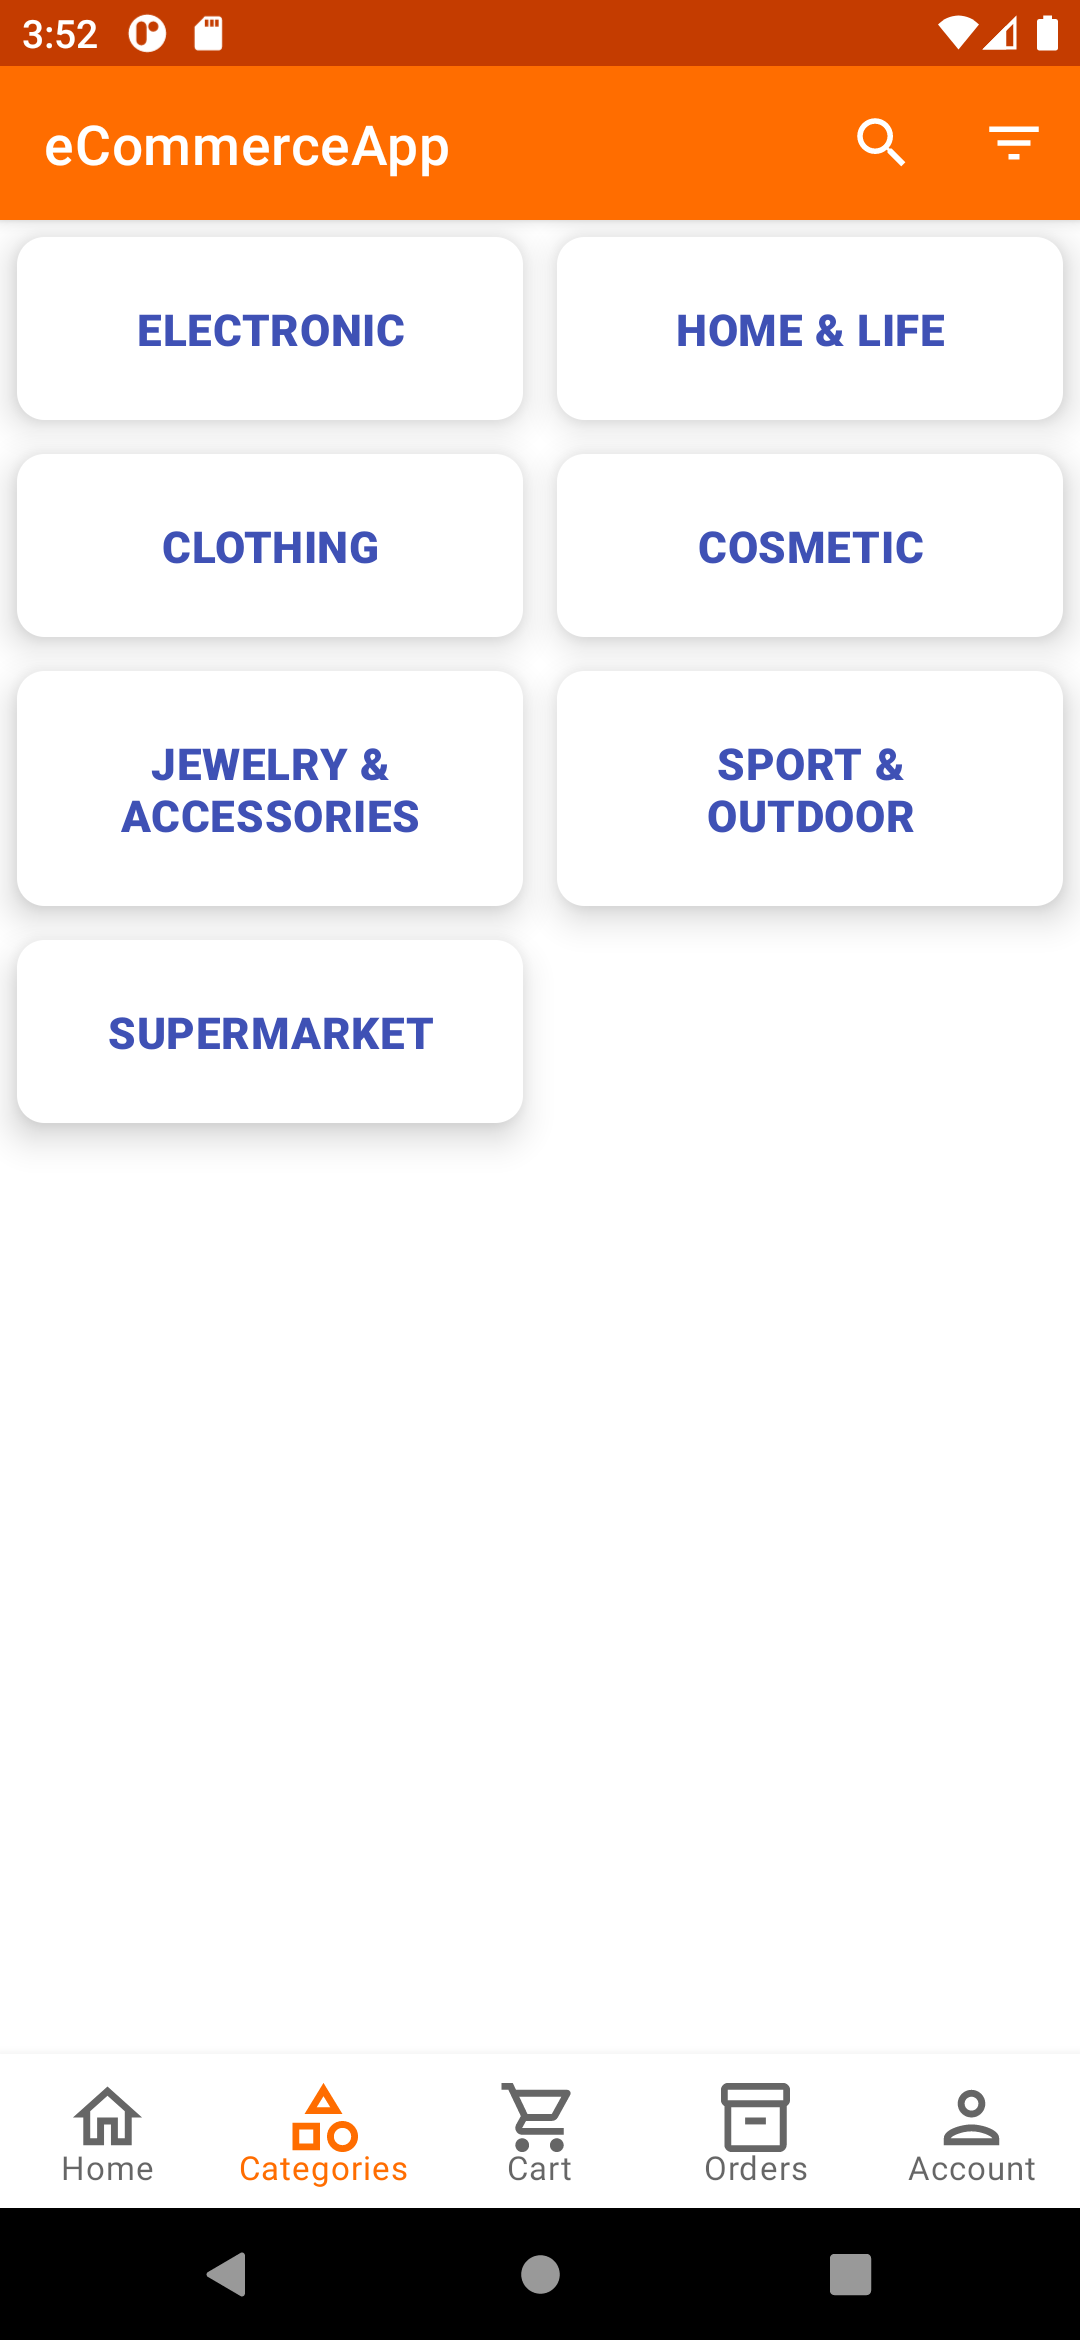 3:52
eCommerceApp
ELECTRONIC
HOME & LIFE
CLOTHING
COSMETIC
JEWELRY &
ACCESSORIES
SPORT &
OUTDOOR
SUPERMARKET
Home
Categories
Cart
Orders
Account